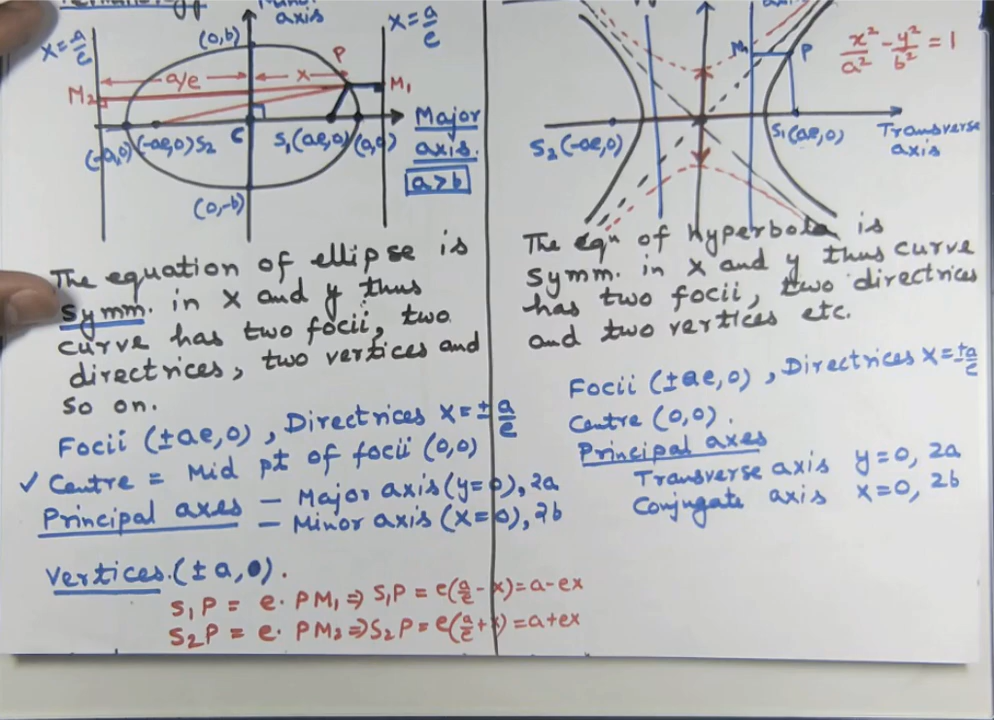 axis
x=a/e
x=a/e
(0,b)
P
a/e
x
M2
M1
(-a,0)
(-ae,0) S2
C
S1(ae,0)
(a,0)
Major
axis.
a>b
(0,-b)
The equation of ellipse is
symm. in x and y thus
curve has two focii, two
directrices, two vertices and
so on.
Focii (±ae,0), Directrices x=±a/e
✓ Centre = Mid pt of focii (0,0)
Principal axes – Major axis (y=0), 2a
– Minor axis (x=0), 2b
Vertices. (±a,0).
S1P = e. PM1 ⇒ S1P = e(a/e - x) = a-ex
S2P = e. PM2 ⇒ S2P = e(a/e + x) = a+ex
x²/a² - y²/b² = 1
P
S2(-ae,0)
S1(ae,0)
Transverse
axis
The eqn of hyperbola is
symm. in x and y thus curve
has two focii, two directrices
and two vertices etc.
Focii (±ae,0), Directrices x=±a/e
Centre (0,0).
Principal axes
Transverse axis y=0, 2a
Conjugate axis x=0, 2b